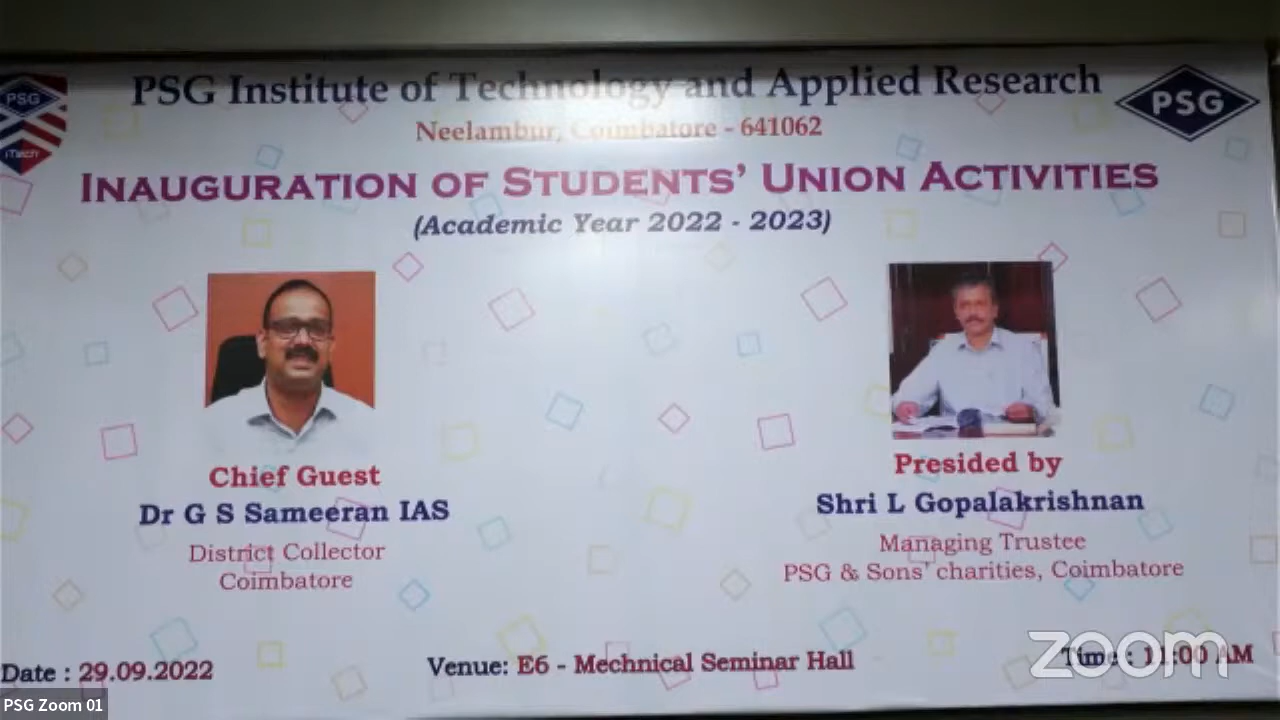 PSG Institute of Technology and Applied Research
PSG
iTech
PSG
Neelambur, Coimbatore - 641062
INAUGURATION OF STUDENTS' UNION ACTIVITIES
(Academic Year 2022 - 2023)
Chief Guest
Dr G S Sameeran IAS
District Collector
Coimbatore
Presided by
Shri L Gopalakrishnan
Managing Trustee
PSG & Sons' charities, Coimbatore
Date : 29.09.2022
Venue: E6 - Mechnical Seminar Hall
Time : 11:00 AM
zoom
PSG Zoom 01